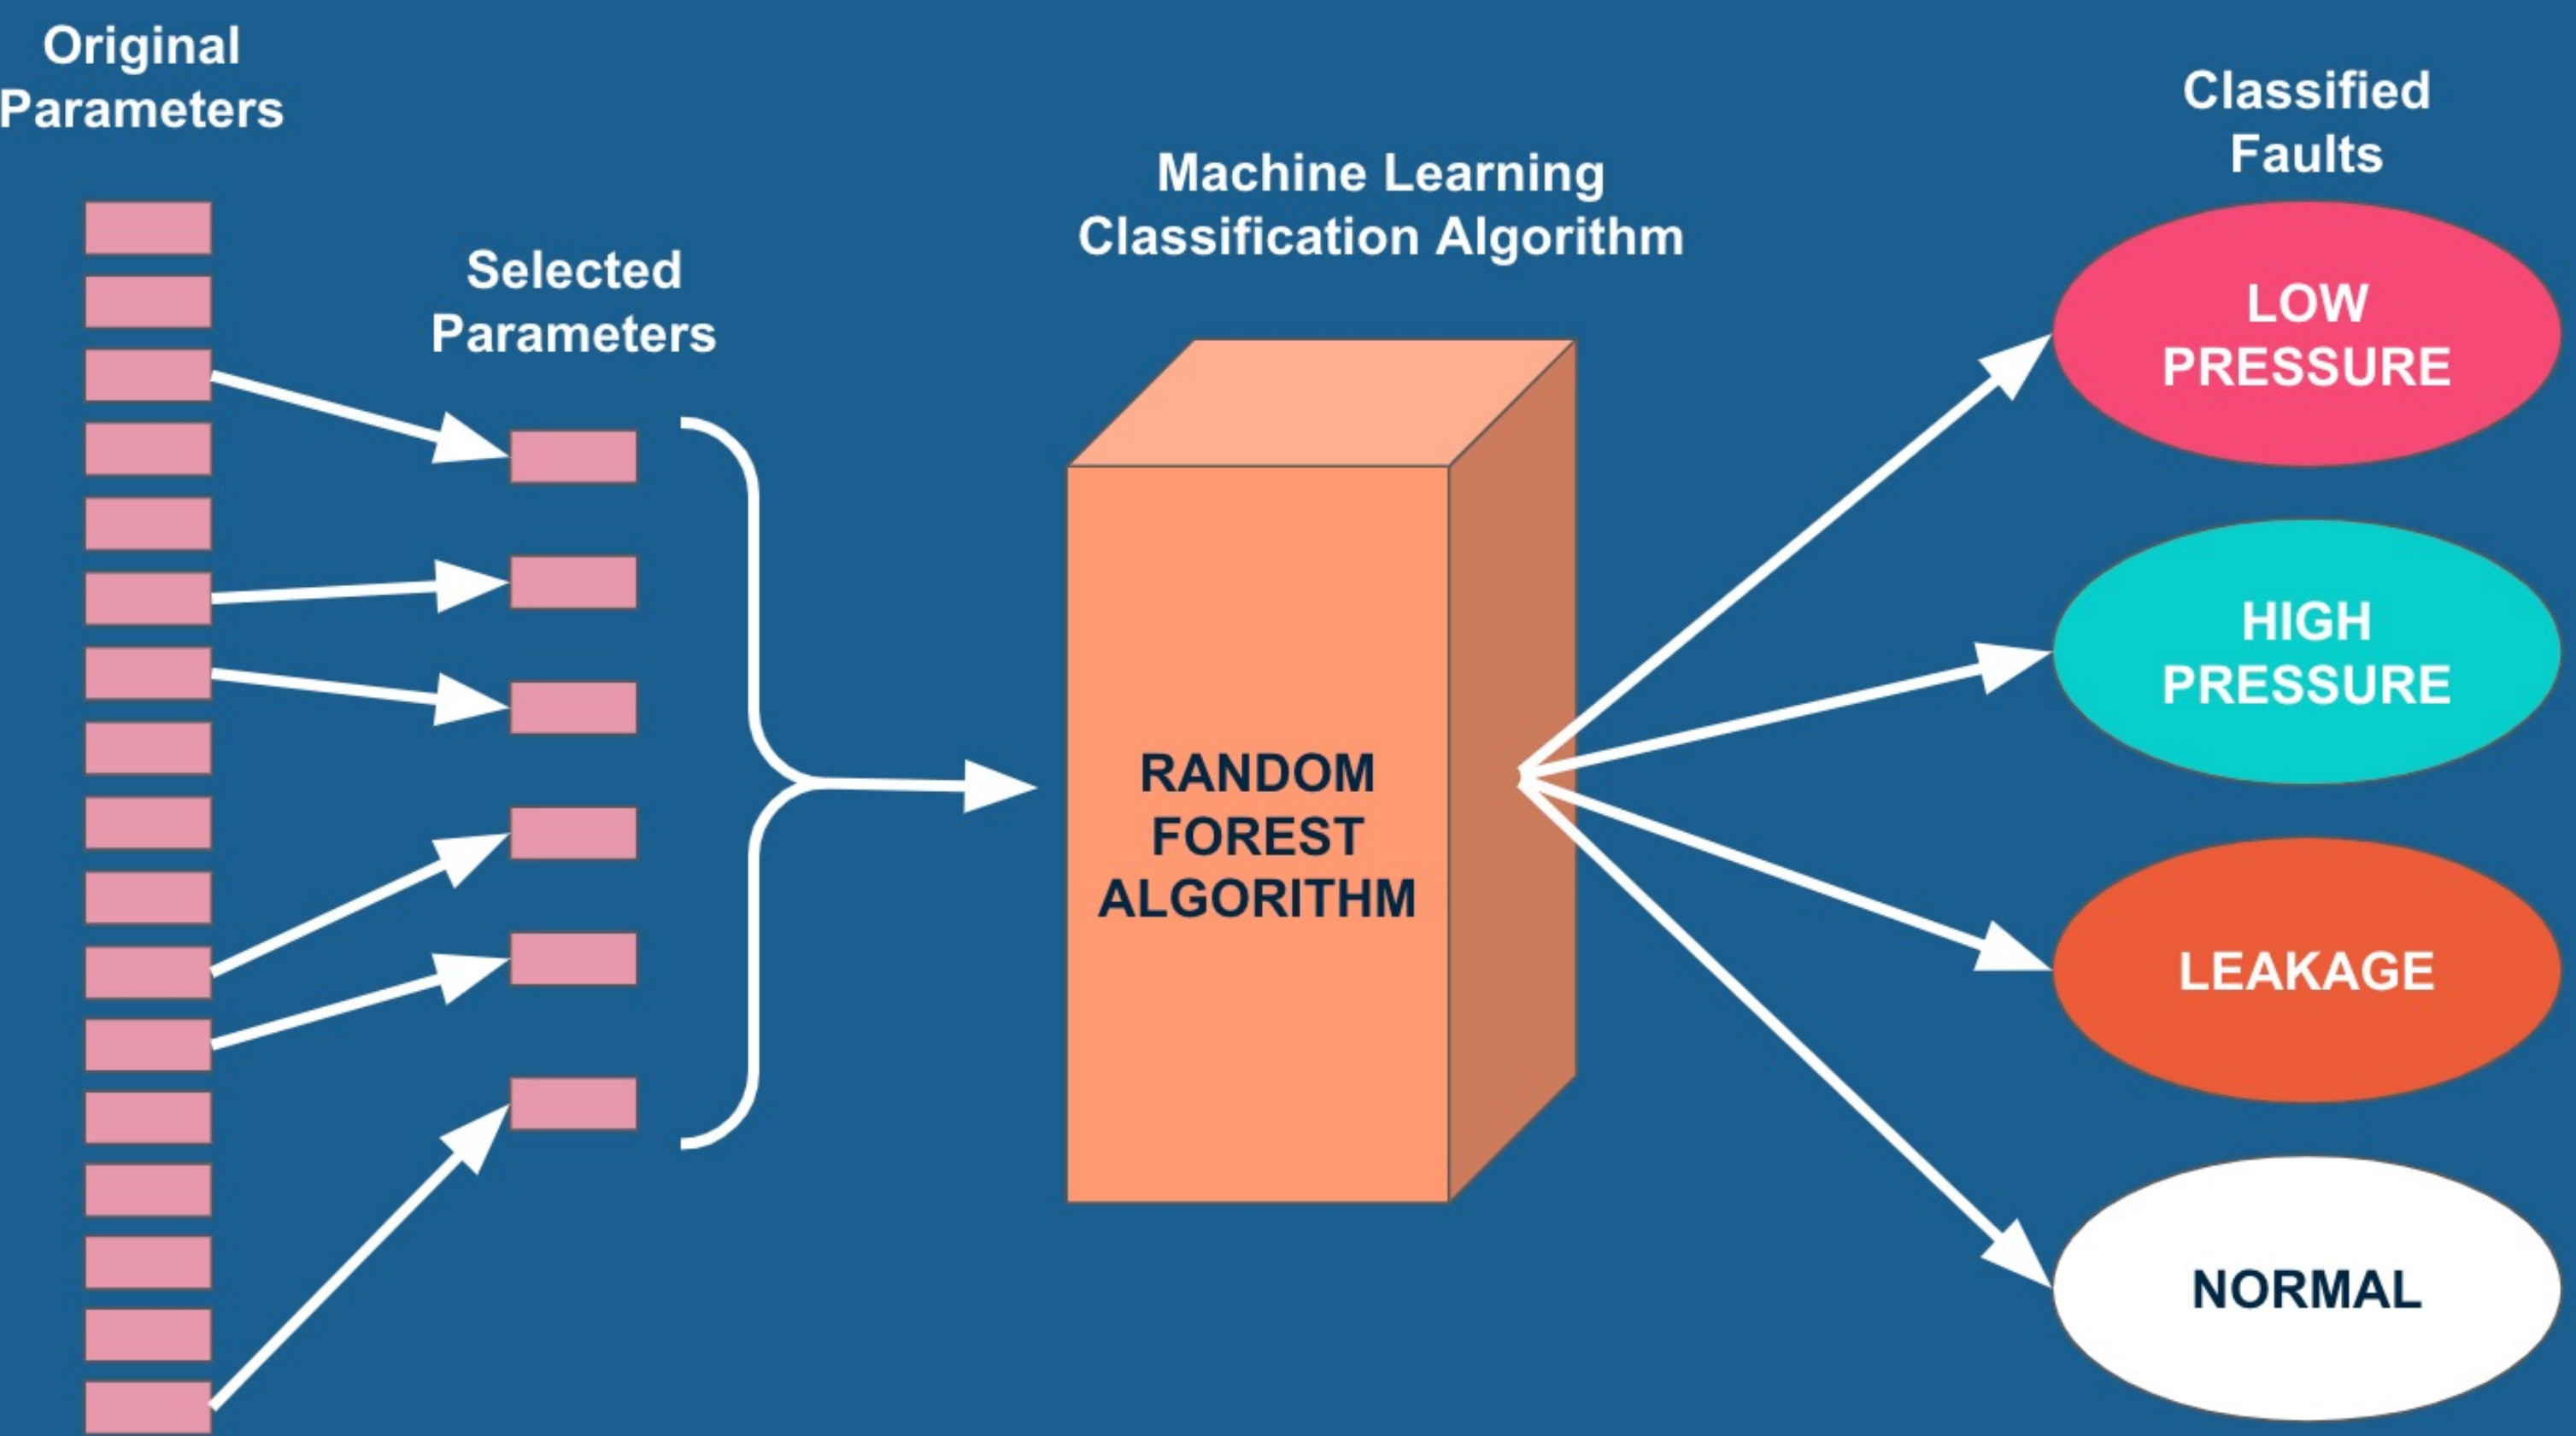 Original
Parameters
Selected
Parameters
Machine Learning
Classification Algorithm
RANDOM
FOREST
ALGORITHM
Classified
Faults
LOW
PRESSURE
HIGH
PRESSURE
LEAKAGE
NORMAL